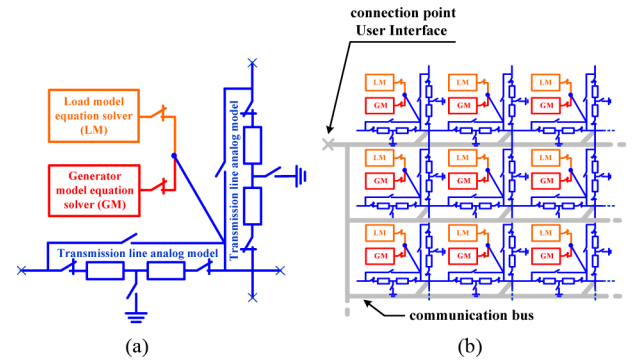 connection point
User Interface
Load model
equation solver
(LM)
Generator
model equation
solver (GM)
Transmission line analog model
Transmission line analog model
LM
GM
LM
GM
LM
GM
LM
GM
LM
GM
LM
GM
LM
GM
LM
GM
LM
GM
communication bus
(a)
(b)